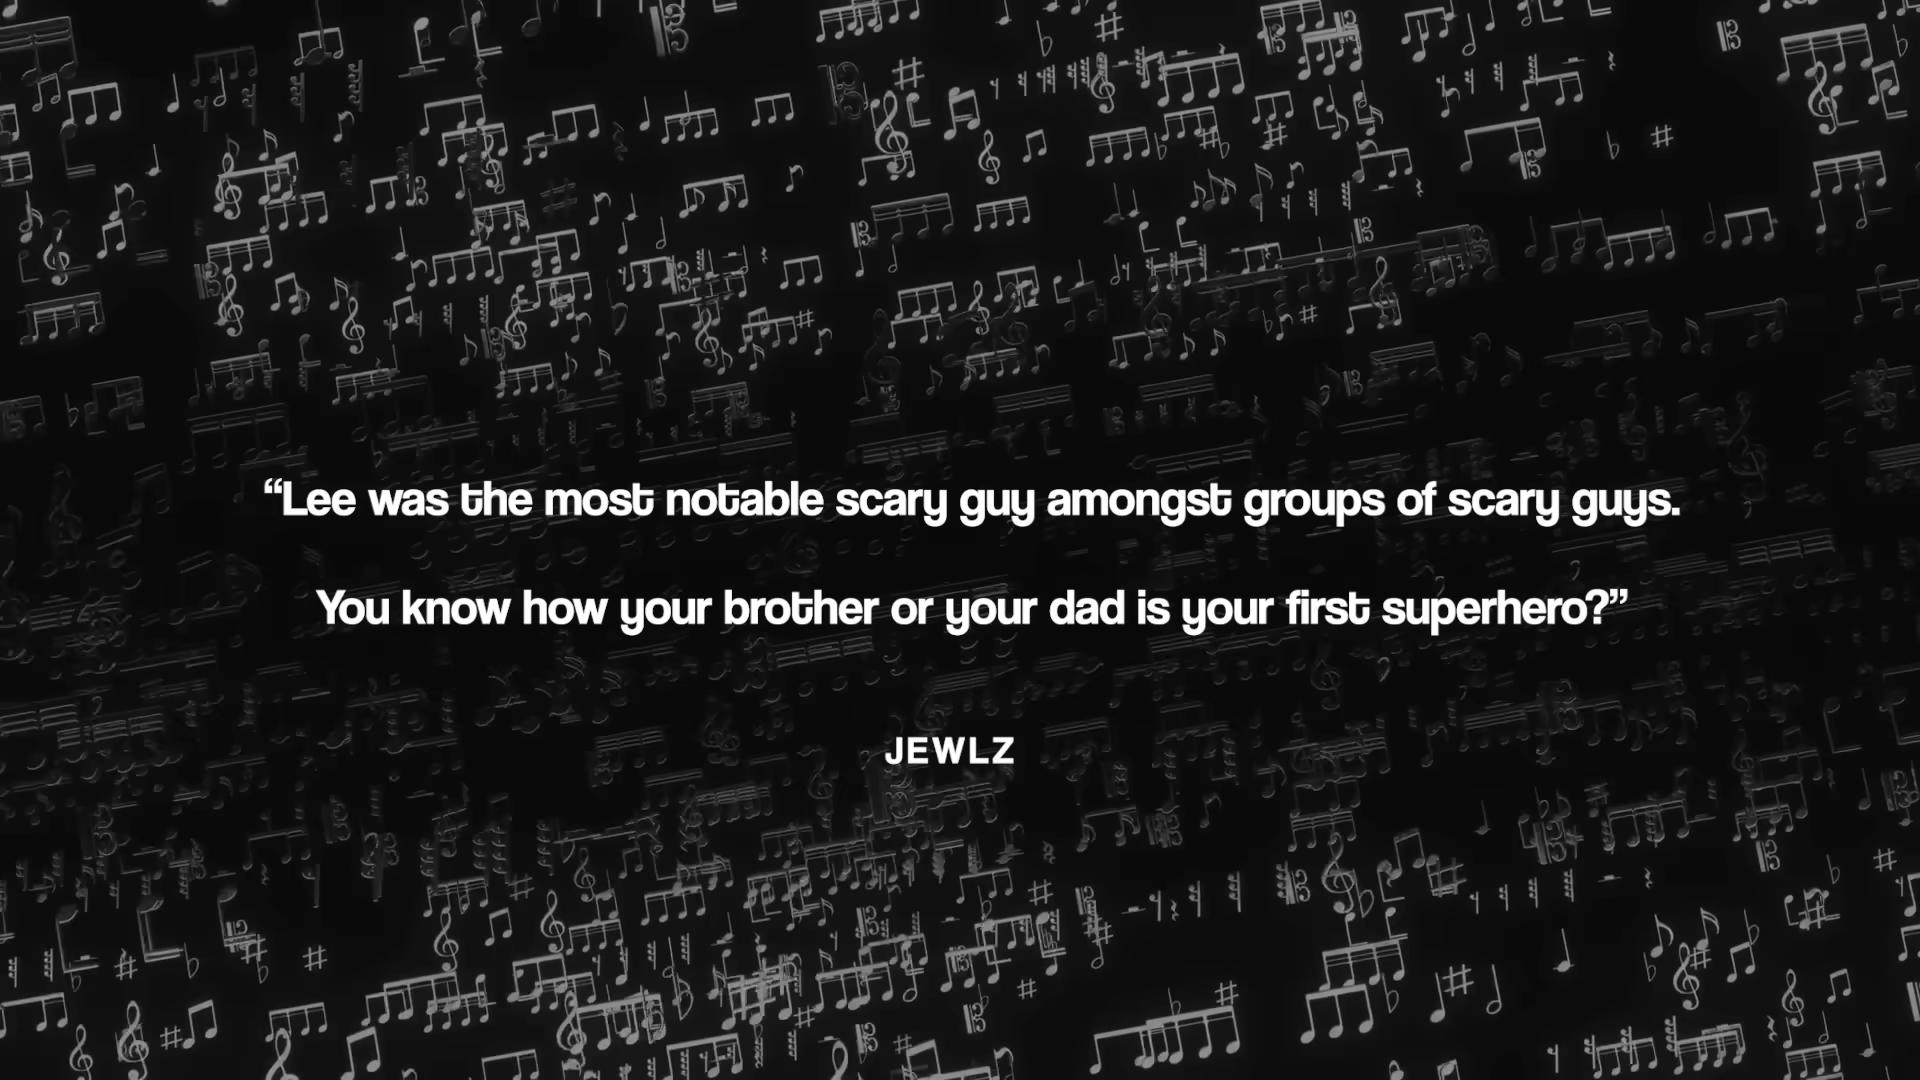 “Lee was the most notable scary guy amongst groups of scary guys.
You know how your brother or your dad is your first superhero?”
JEWLZ